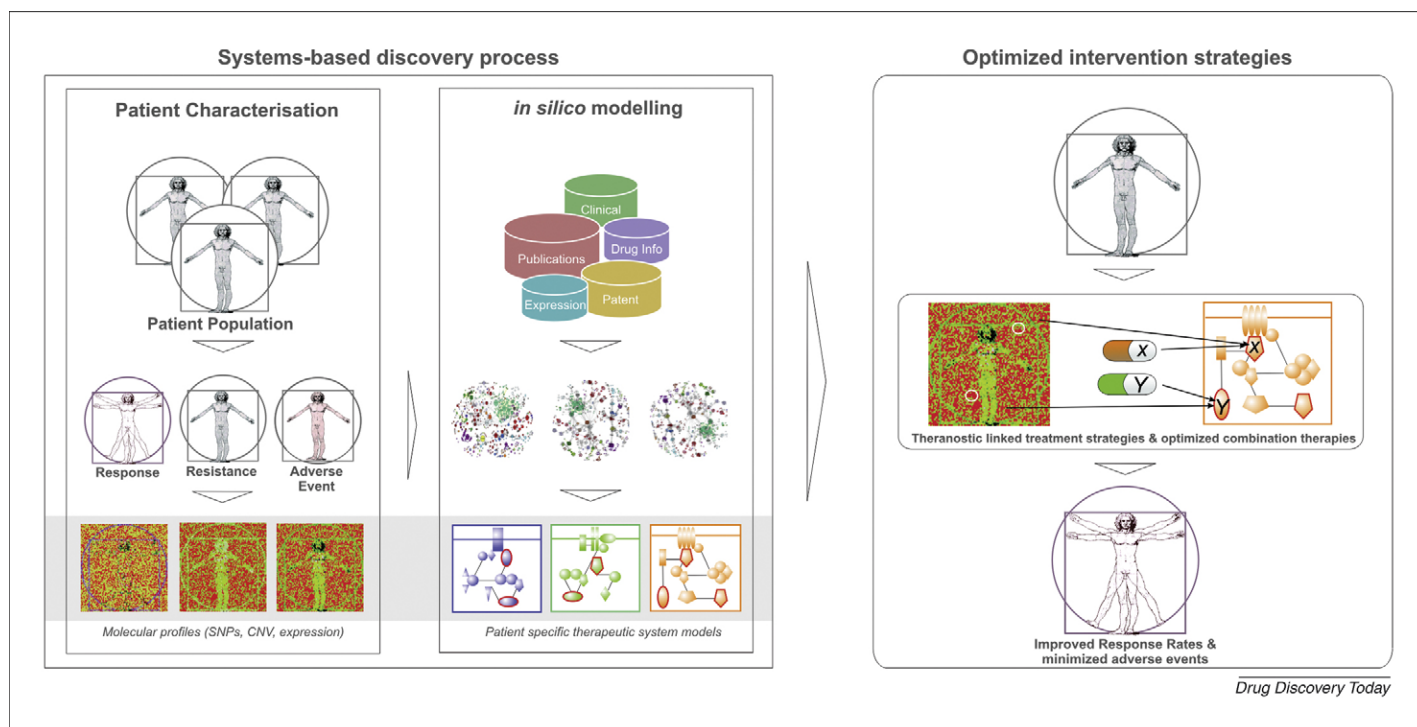 Systems-based discovery process
Patient Characterisation
Patient Population
Response
Resistance
Adverse
Event
Molecular profiles (SNPs, CNV, expression)
in silico modelling
Clinical
Publications
Drug Info
Expression
Patent
Patient specific therapeutic system models
Optimized intervention strategies
X
Y
X
Y
Theranostic linked treatment strategies & optimized combination therapies
Improved Response Rates &
minimized adverse events
Drug Discovery Today